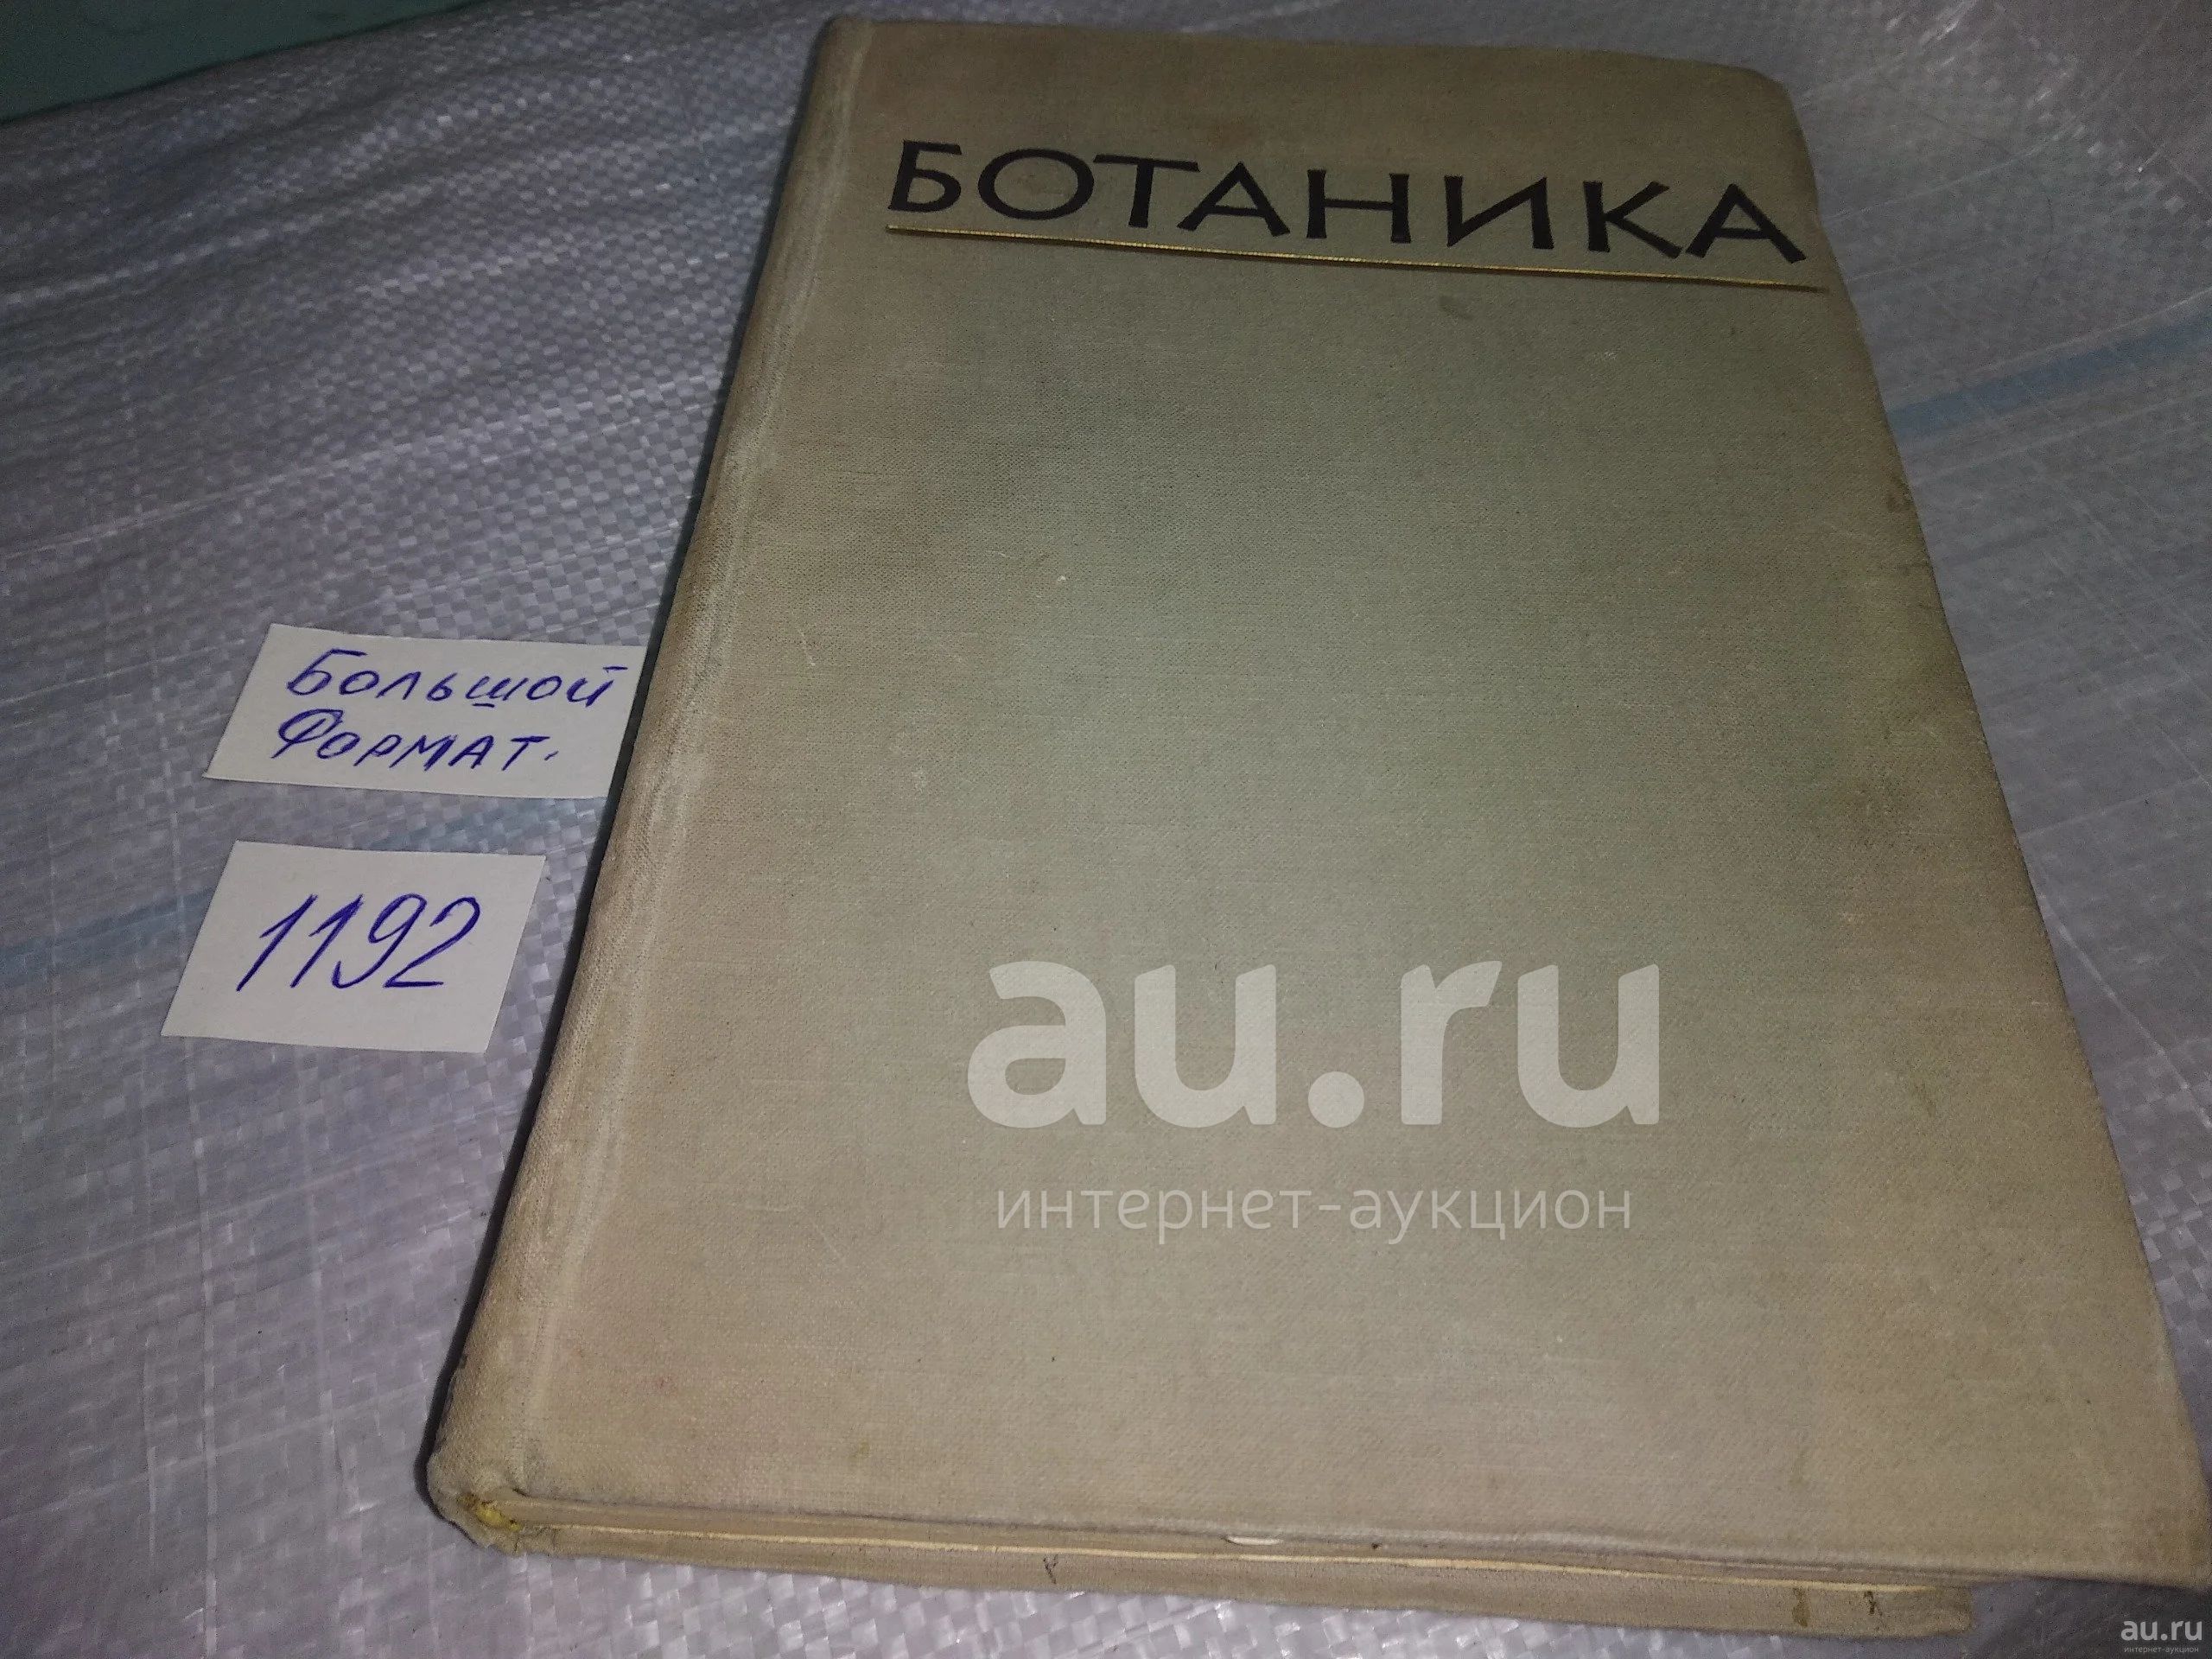 БОТАНИКА
Большой
Формат.
1192
au.ru
интернет-аукцион
au.ru
интернет-аукцион